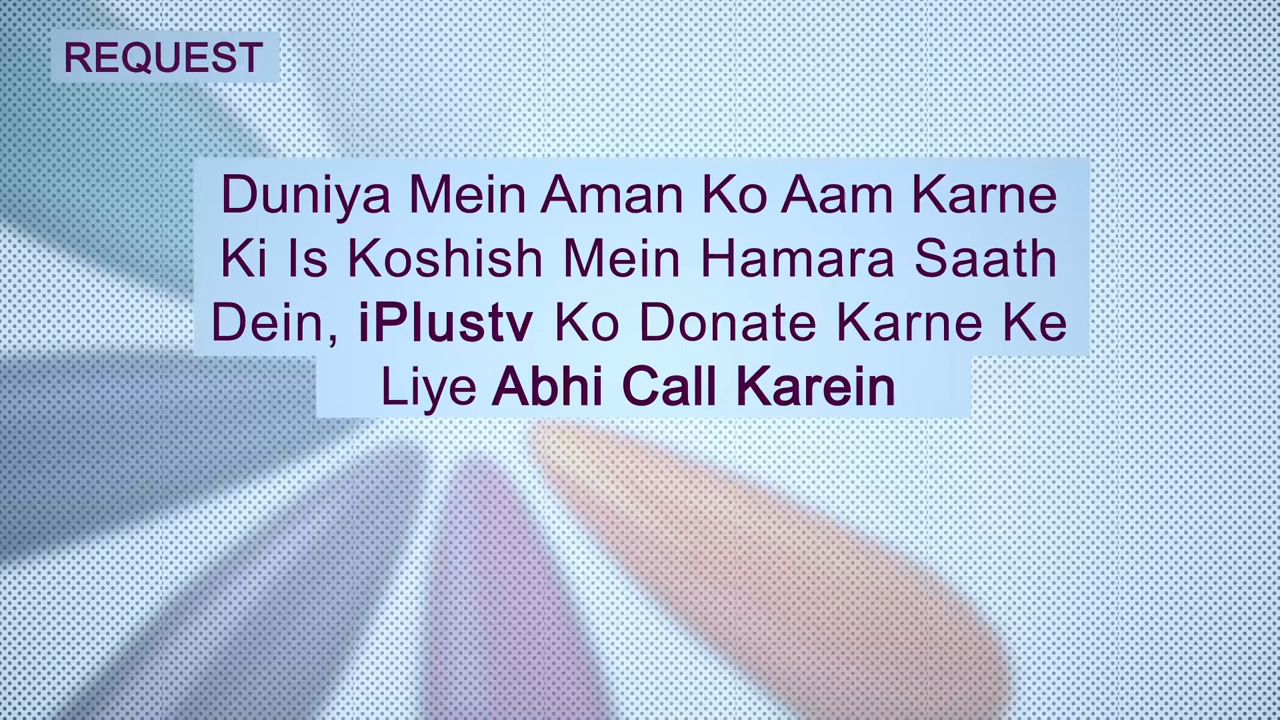 REQUEST
Duniya Mein Aman Ko Aam Karne
Ki Is Koshish Mein Hamara Saath
Dein, iPlustv Ko Donate Karne Ke
Liye Abhi Call Karein